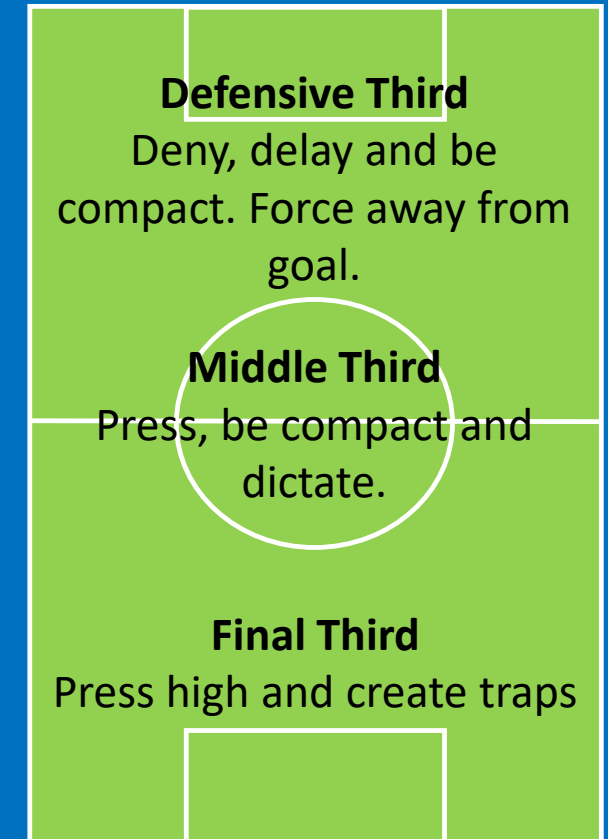 Defensive Third
Deny, delay and be
compact. Force away from
goal.
Middle Third
Press, be compact and
dictate.
Final Third
Press high and create traps